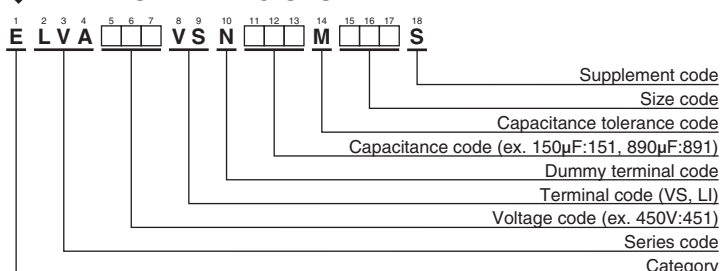 1 2 3 4 5 6 7 8 9 10 11 12 13 14 15 16 17 18
E L V A □□□ V S N □□□ M □□□ S
Supplement code
Size code
Capacitance tolerance code
Capacitance code (ex. 150µF:151, 890µF:891)
Dummy terminal code
Terminal code (VS, LI)
Voltage code (ex. 450V:451)
Series code
Category